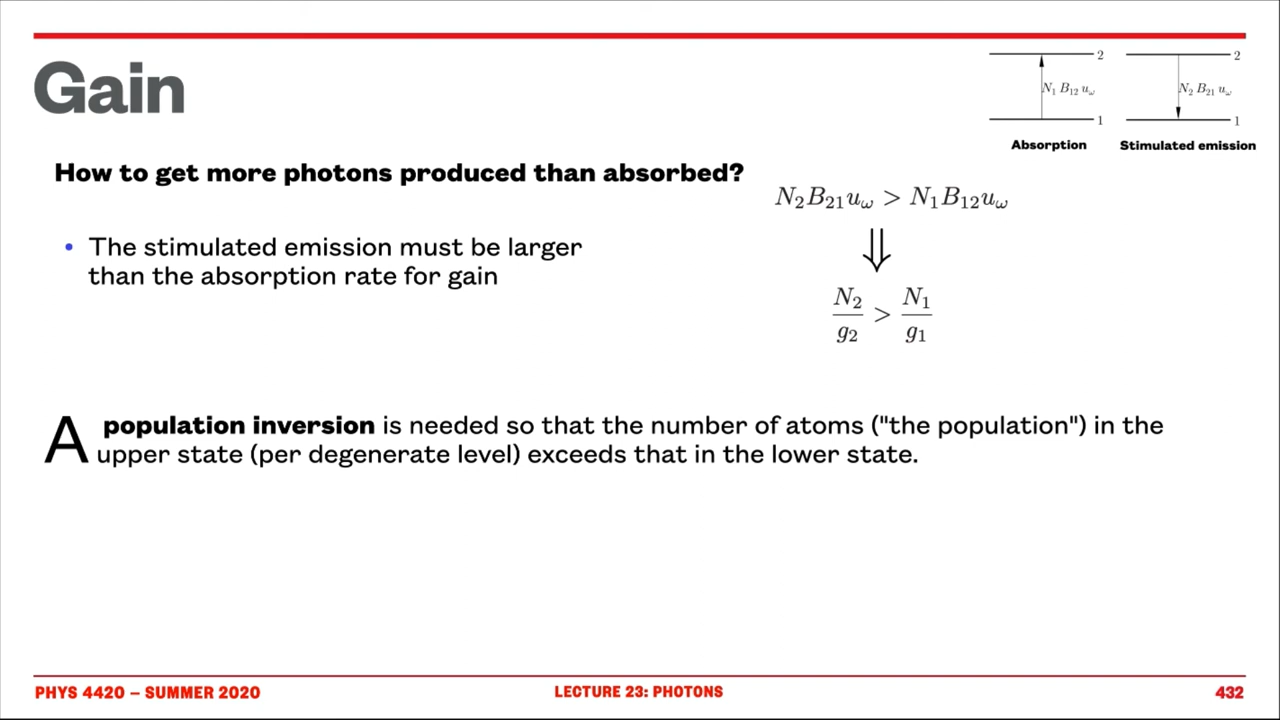 Gain
2
N₁ B₁₂ u_ω
1
Absorption
2
N₂ B₂₁ u_ω
1
Stimulated emission
How to get more photons produced than absorbed?
N₂B₂₁u_ω > N₁B₁₂u_ω
⇓
N₂/g₂ > N₁/g₁
• The stimulated emission must be larger
than the absorption rate for gain
A population inversion is needed so that the number of atoms ("the population") in the
upper state (per degenerate level) exceeds that in the lower state.
PHYS 4420 – SUMMER 2020
LECTURE 23: PHOTONS
432